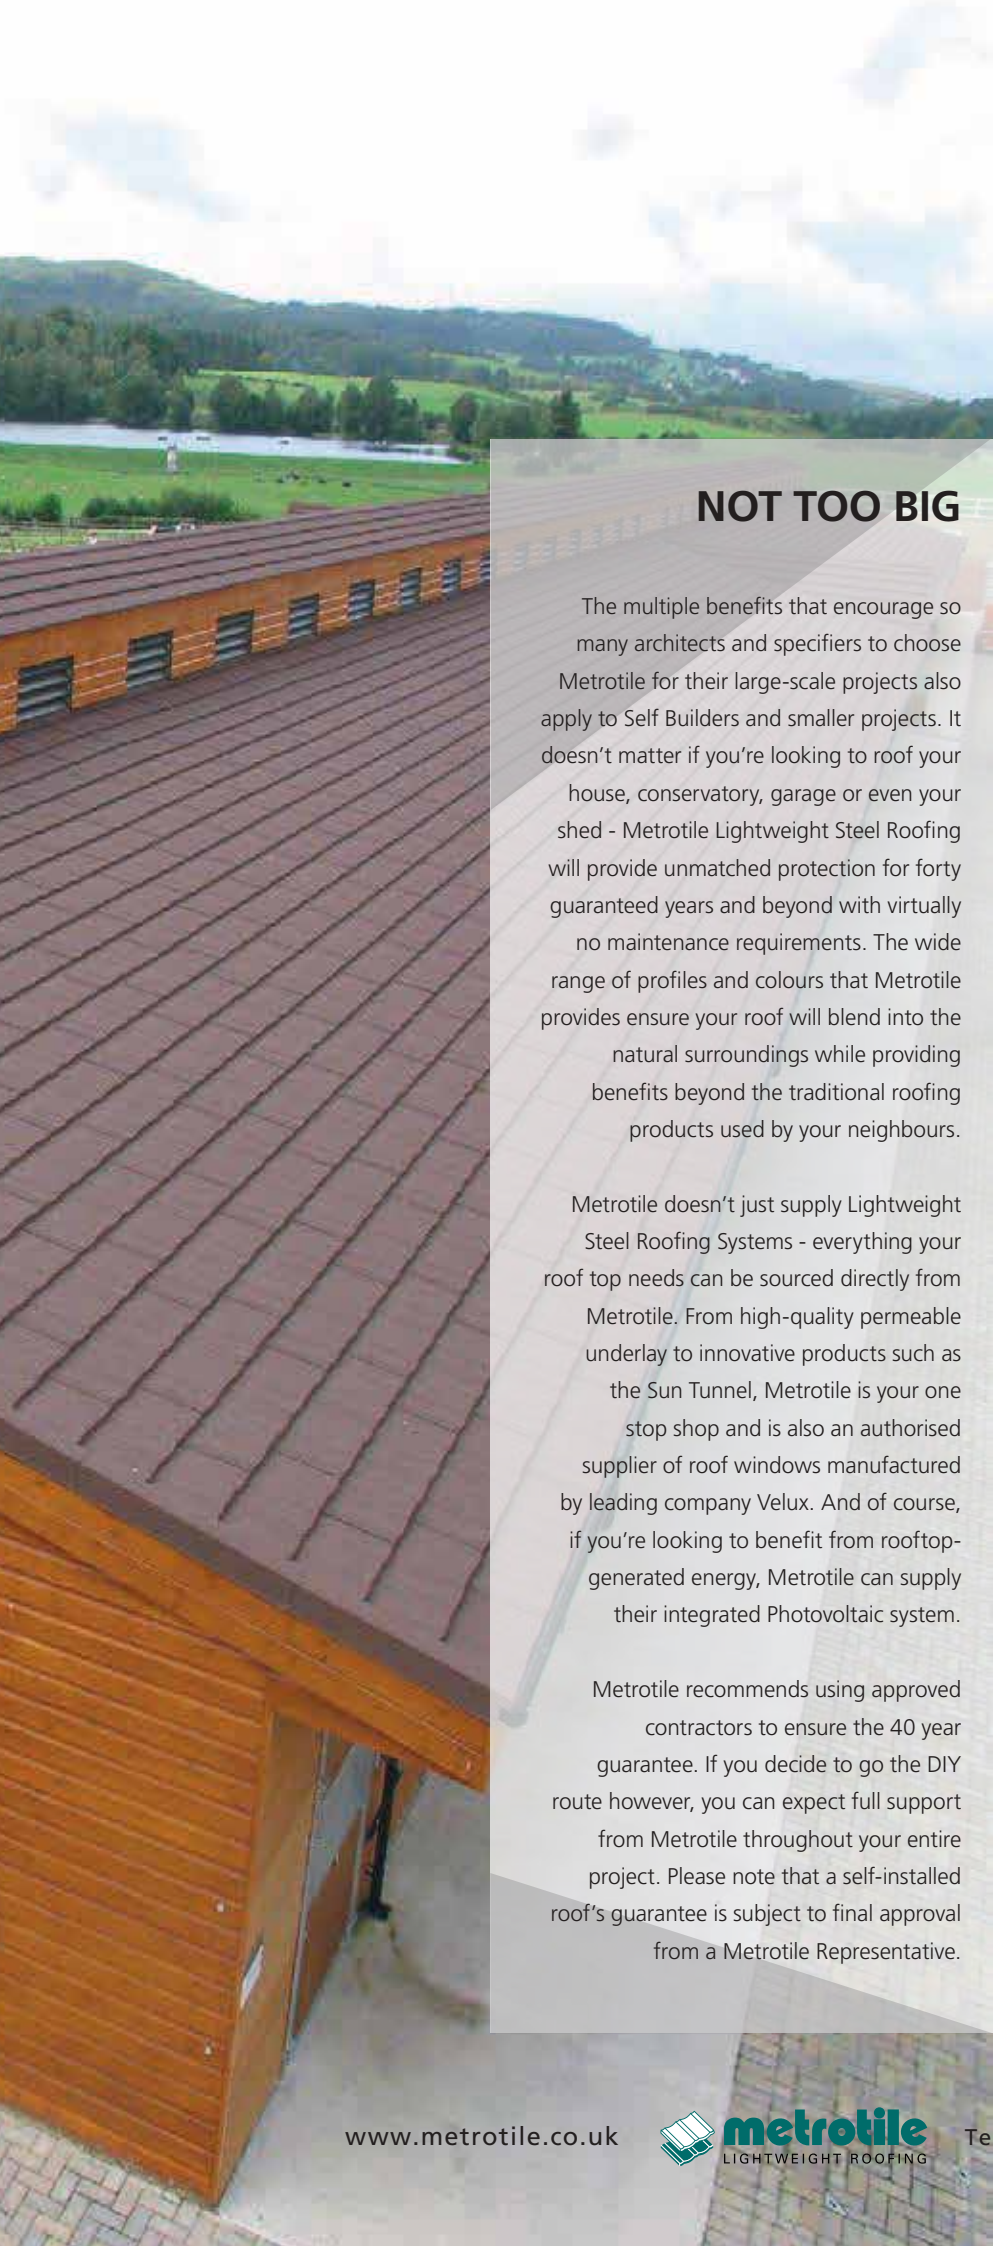 NOT TOO BIG
The multiple benefits that encourage so
many architects and specifiers to choose
Metrotile for their large-scale projects also
apply to Self Builders and smaller projects. It
doesn’t matter if you’re looking to roof your
house, conservatory, garage or even your
shed - Metrotile Lightweight Steel Roofing
will provide unmatched protection for forty
guaranteed years and beyond with virtually
no maintenance requirements. The wide
range of profiles and colours that Metrotile
provides ensure your roof will blend into the
natural surroundings while providing
benefits beyond the traditional roofing
products used by your neighbours.
Metrotile doesn’t just supply Lightweight
Steel Roofing Systems - everything your
roof top needs can be sourced directly from
Metrotile. From high-quality permeable
underlay to innovative products such as
the Sun Tunnel, Metrotile is your one
stop shop and is also an authorised
supplier of roof windows manufactured
by leading company Velux. And of course,
if you’re looking to benefit from rooftop-
generated energy, Metrotile can supply
their integrated Photovoltaic system.
Metrotile recommends using approved
contractors to ensure the 40 year
guarantee. If you decide to go the DIY
route however, you can expect full support
from Metrotile throughout your entire
project. Please note that a self-installed
roof’s guarantee is subject to final approval
from a Metrotile Representative.
www.metrotile.co.uk
metrotile
LIGHTWEIGHT ROOFING
Te